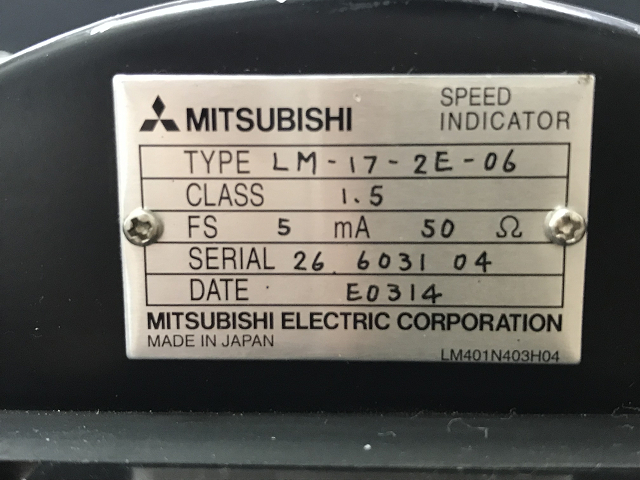 MITSUBISHI
SPEED
INDICATOR
TYPE LM-17-2E-06
CLASS 1.5
FS 5 mA 50 Ω
SERIAL 26 6031 04
DATE E0314
MITSUBISHI ELECTRIC CORPORATION
MADE IN JAPAN
LM401N403H04